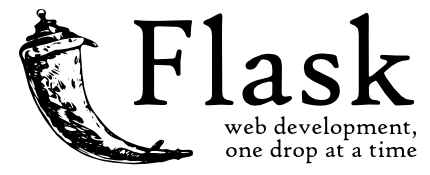 Flask
web development,
one drop at a time